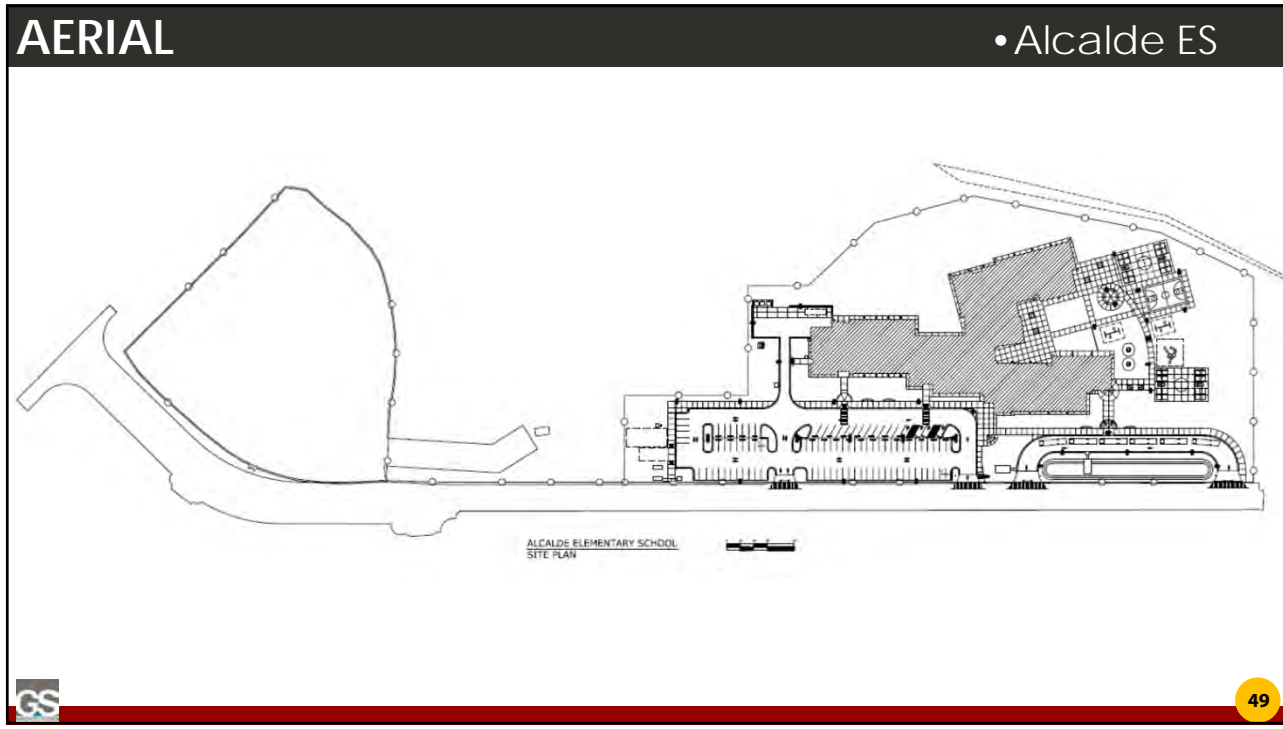 AERIAL
• Alcalde ES
ALCALDE ELEMENTARY SCHOOL
SITE PLAN
GS
49